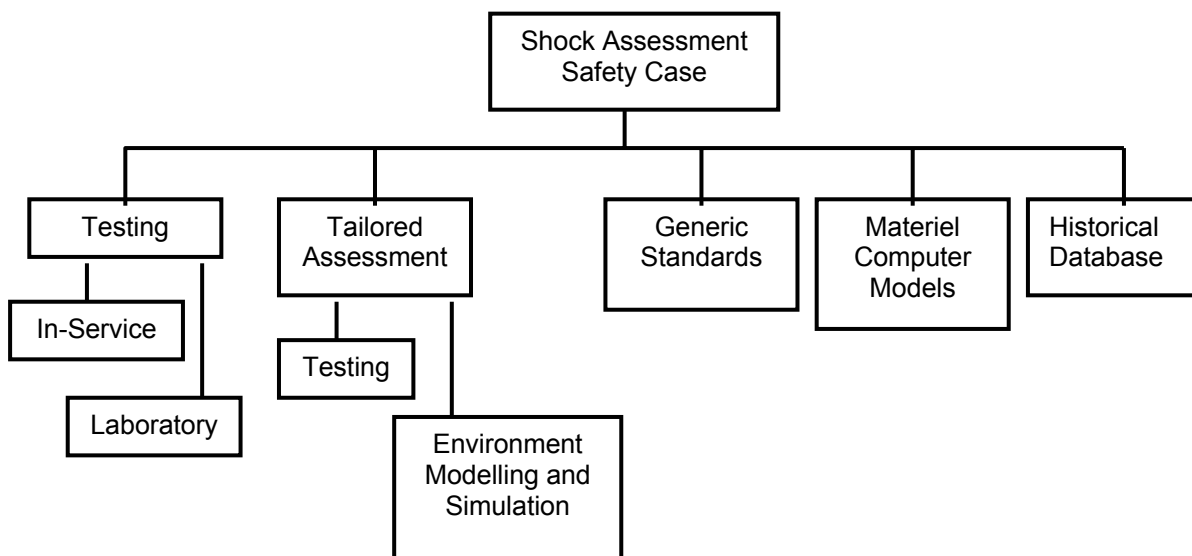 Shock Assessment
Safety Case
Testing
Tailored
Assessment
Generic
Standards
Materiel
Computer
Models
Historical
Database
In-Service
Testing
Laboratory
Environment
Modelling and
Simulation